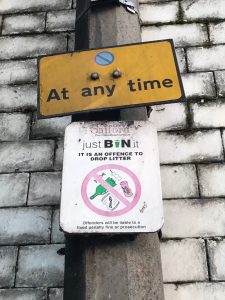 At any time
Salford
just BIN it
IT IS AN OFFENCE TO
DROP LITTER
Offenders will be liable to a
fixed penalty fine or prosecution